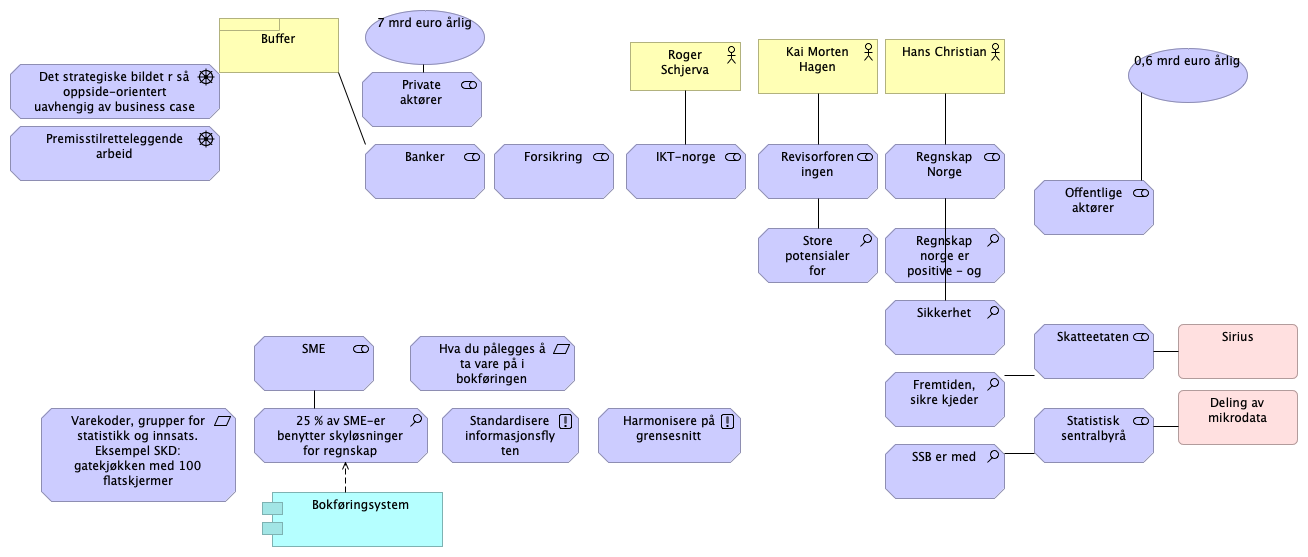 Buffer
7 mrd euro årlig
Roger
Schjerva
Kai Morten
Hagen
Hans Christian
0,6 mrd euro årlig
Det strategiske bildet r så
oppside-orientert
uavhengig av business case
Private
aktører
Premisstilretteleggende
arbeid
Banker
Forsikring
IKT-norge
Revisorforen
ingen
Regnskap
Norge
Offentlige
aktører
Store
potensialer
for
Regnskap
norge er
positive - og
Sikkerhet
SME
Hva du pålegges å
ta vare på i
bokføringen
Skatteetaten
Sirius
Fremtiden,
sikre kjeder
Deling av
mikrodata
Varekoder, grupper for
statistikk og innsats.
Eksempel SKD:
gatekjøkken med 100
flatskjermer
25 % av SME-er
benytter skyløsninger
for regnskap
Standardisere
informasjonsfly
ten
Harmonisere på
grensesnitt
Statistisk
sentralbyrå
SSB er med
Bokføringsystem